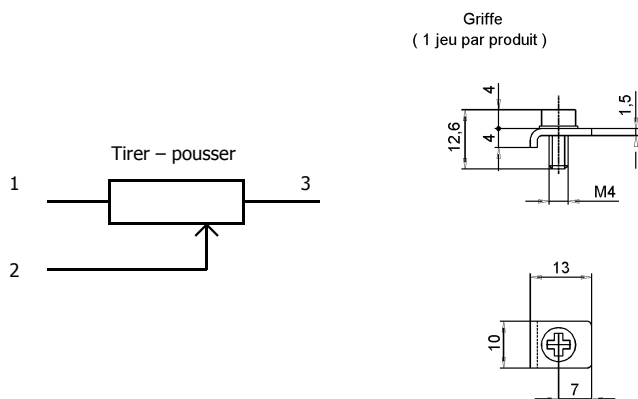 Griffe
( 1 jeu par produit )
4
1,5
12,6
4
M4
Tirer – pousser
1
3
2
13
10
7